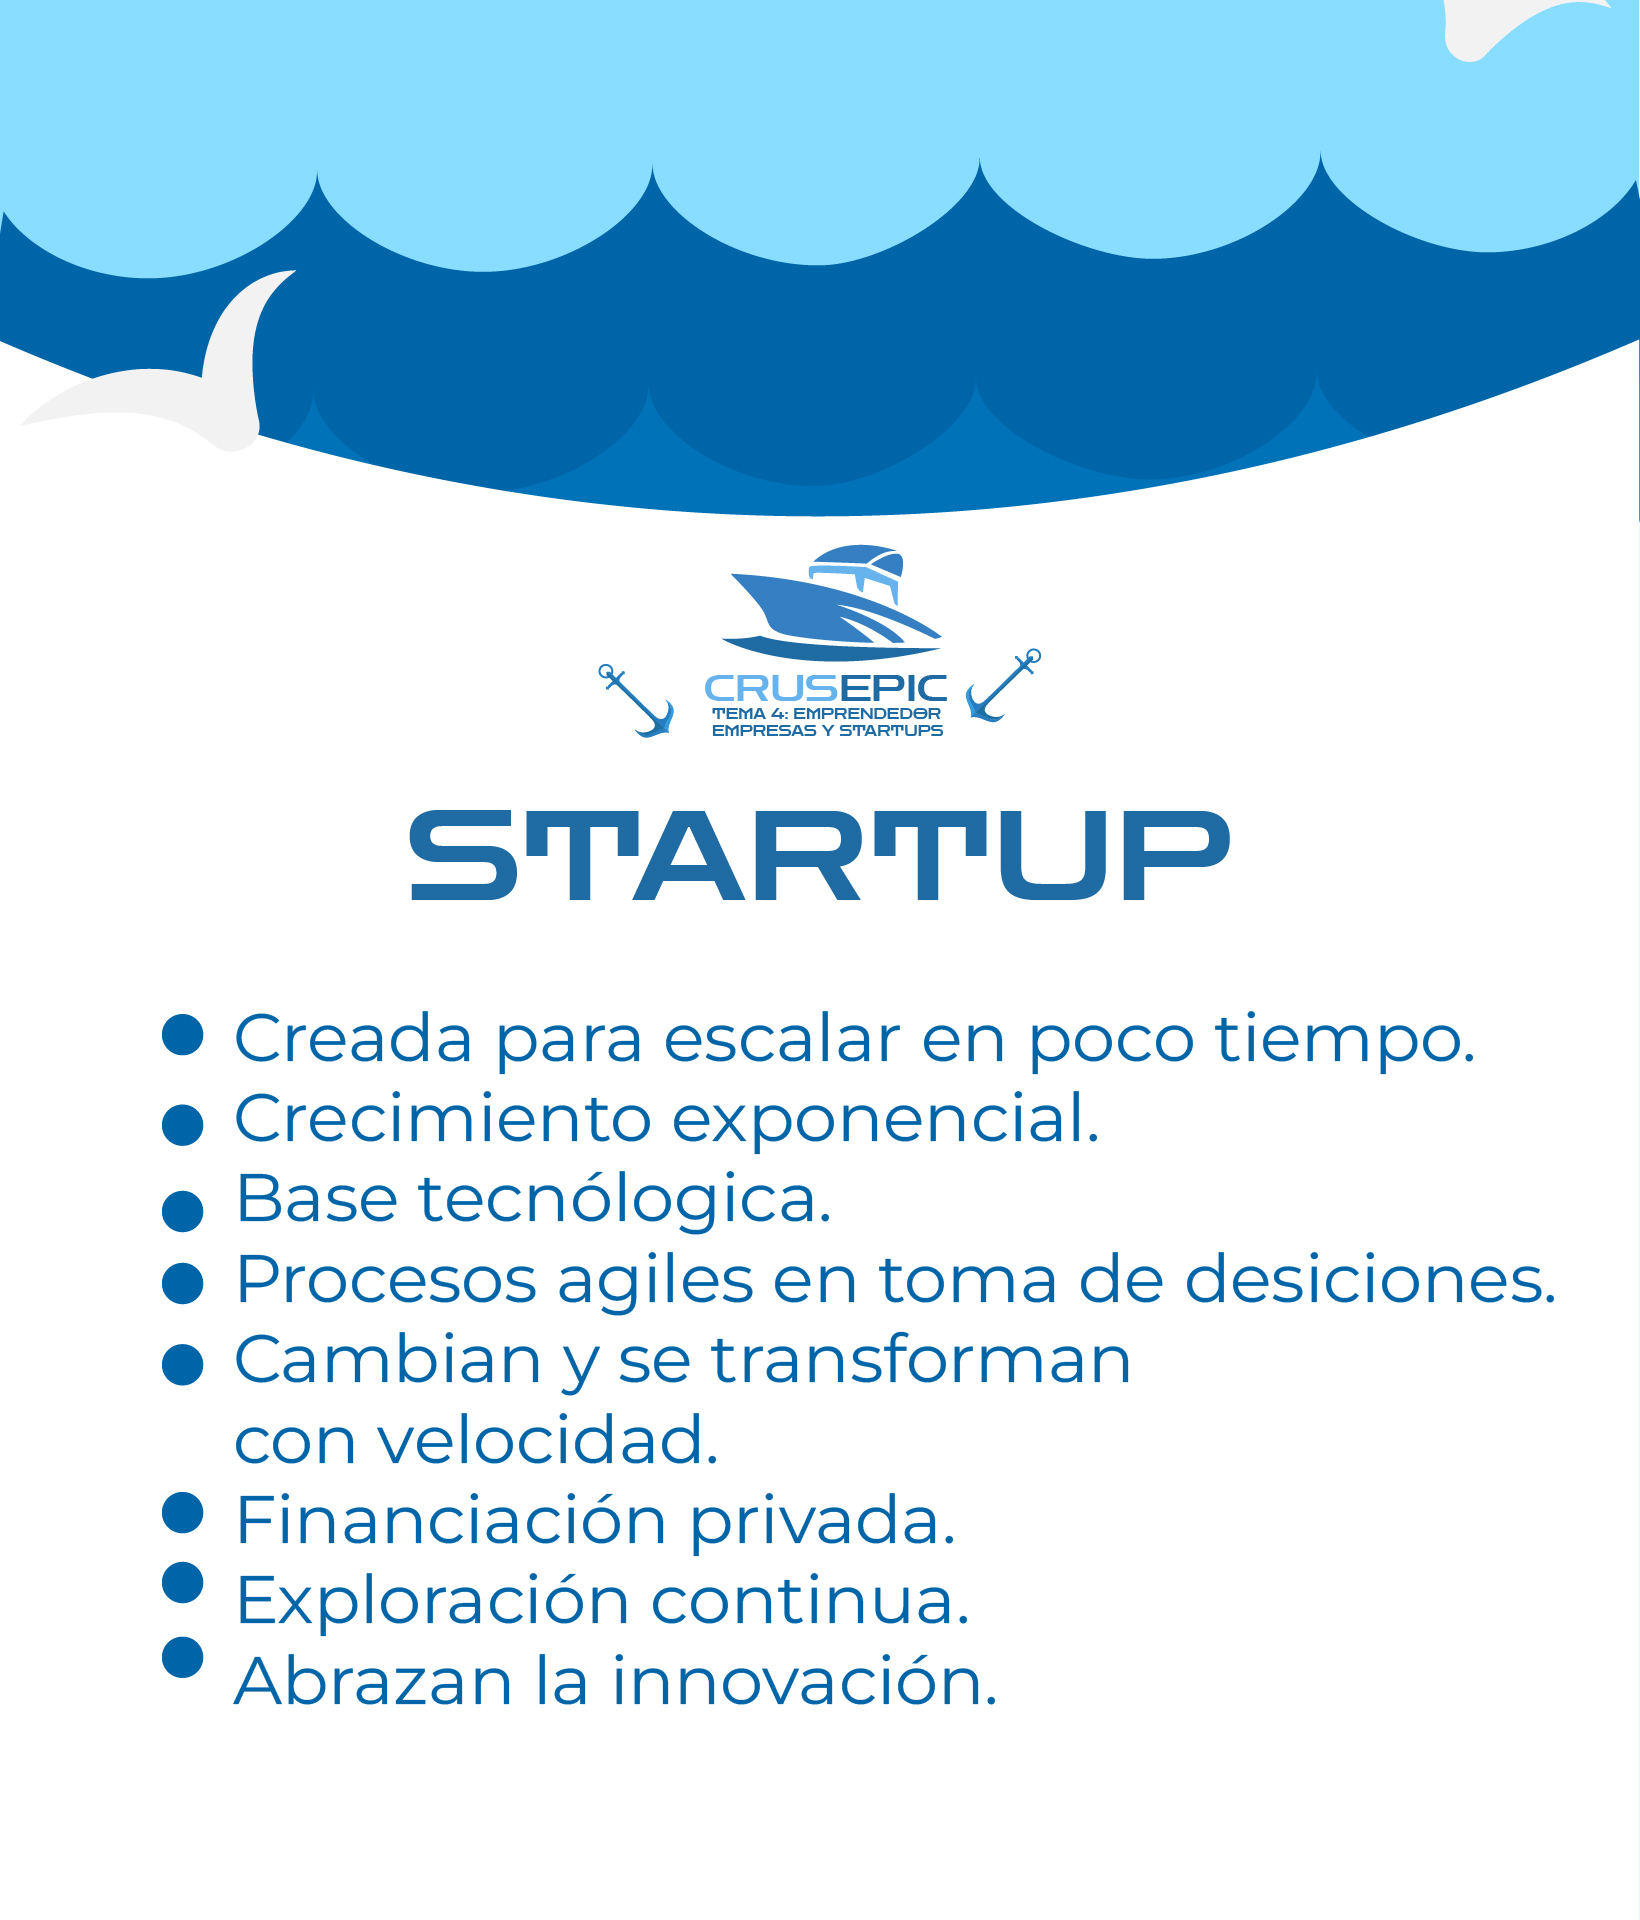 CRUSEPIC
TEMA 4: EMPRENDEDOR
EMPRESAS Y STARTUPS
STARTUP
● Creada para escalar en poco tiempo.
● Crecimiento exponencial.
● Base tecnólogica.
● Procesos agiles en toma de desiciones.
● Cambian y se transforman
con velocidad.
● Financiación privada.
● Exploración continua.
● Abrazan la innovación.